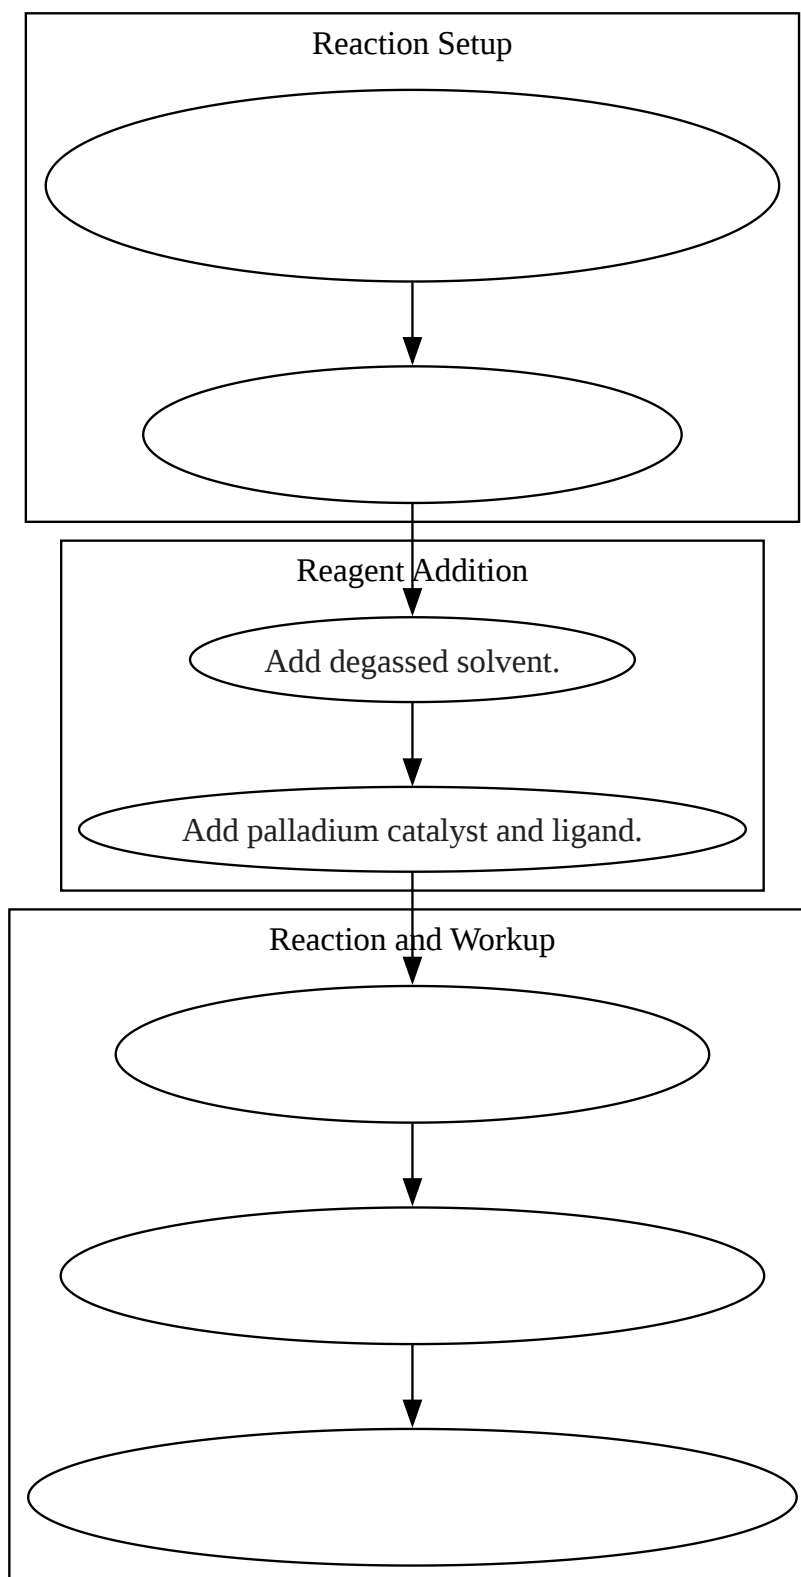 Reaction Setup
Reagent Addition
Add degassed solvent.
Add palladium catalyst and ligand.
Reaction and Workup